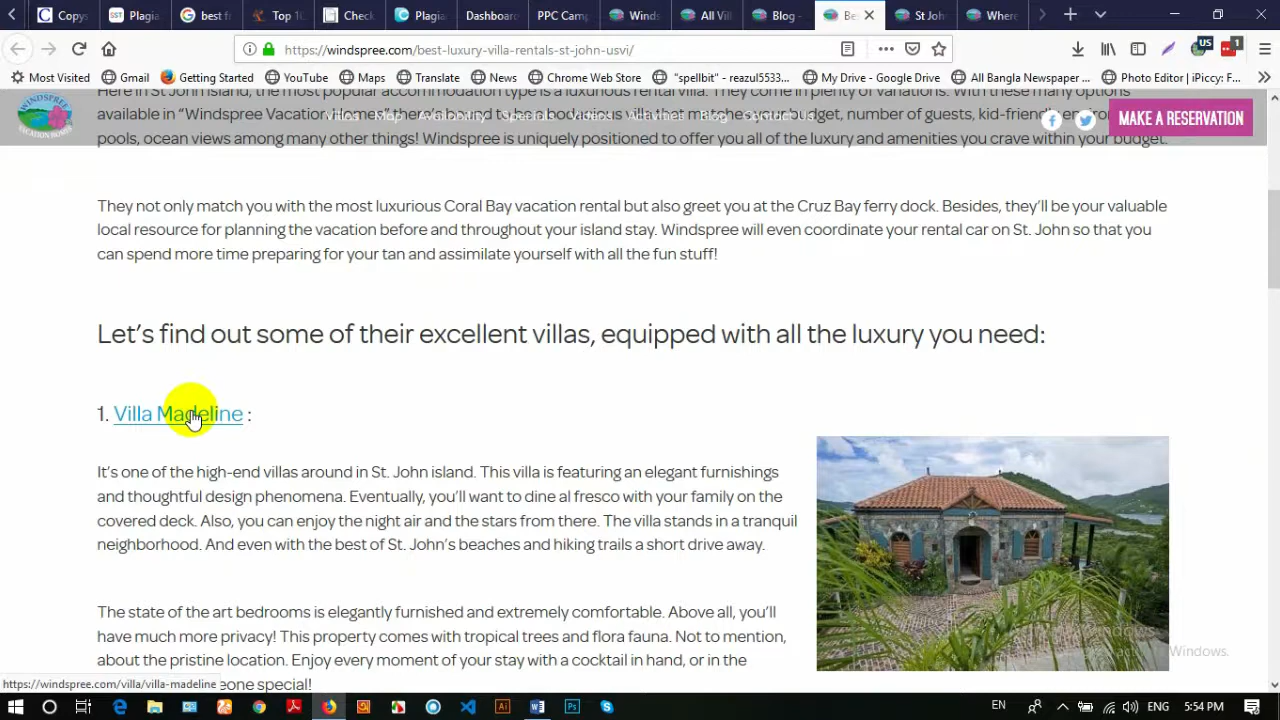 Copys
Plagia
best f
Top T
Check
Plagia
Dashboard
PPC Camp
Winds
All Vill
Blog -
Be
St John
Where
https://windspree.com/best-luxury-villa-rentals-st-john-usvi/
US
1
Most Visited
Gmail
Getting Started
YouTube
Maps
Translate
News
Chrome Web Store
"spellbit" - reazul5533...
My Drive - Google Drive
All Bangla Newspaper ...
Photo Editor | iPiccy: F...
Here in St John Island, the most popular accommodation type is a luxurious rental villa. They come in plenty of variations. With these many options
WINDSPREE
VACATION HOMES
Villas Map Availability Specials Videos Activities Blog Contact Us
MAKE A RESERVATION
available in "Windspree Vacation Homes" there's bound to be a luxury villa that matches your budget, number of guests, kid-friendly environment,
pools, ocean views among many other things! Windspree is uniquely positioned to offer you all of the luxury and amenities you crave within your budget.
They not only match you with the most luxurious Coral Bay vacation rental but also greet you at the Cruz Bay ferry dock. Besides, they'll be your valuable
local resource for planning the vacation before and throughout your island stay. Windspree will even coordinate your rental car on St. John so that you
can spend more time preparing for your tan and assimilate yourself with all the fun stuff!
Let's find out some of their excellent villas, equipped with all the luxury you need:
1. Villa Madeline :
It's one of the high-end villas around in St. John island. This villa is featuring an elegant furnishings
and thoughtful design phenomena. Eventually, you'll want to dine al fresco with your family on the
covered deck. Also, you can enjoy the night air and the stars from there. The villa stands in a tranquil
neighborhood. And even with the best of St. John's beaches and hiking trails a short drive away.
The state of the art bedrooms is elegantly furnished and extremely comfortable. Above all, you'll
have much more privacy! This property comes with tropical trees and flora fauna. Not to mention,
about the pristine location. Enjoy every moment of your stay with a cocktail in hand, or in the
eone special!
https://windspree.com/villa/villa-madeline
Windows
Windows.
EN
ENG
5:54 PM